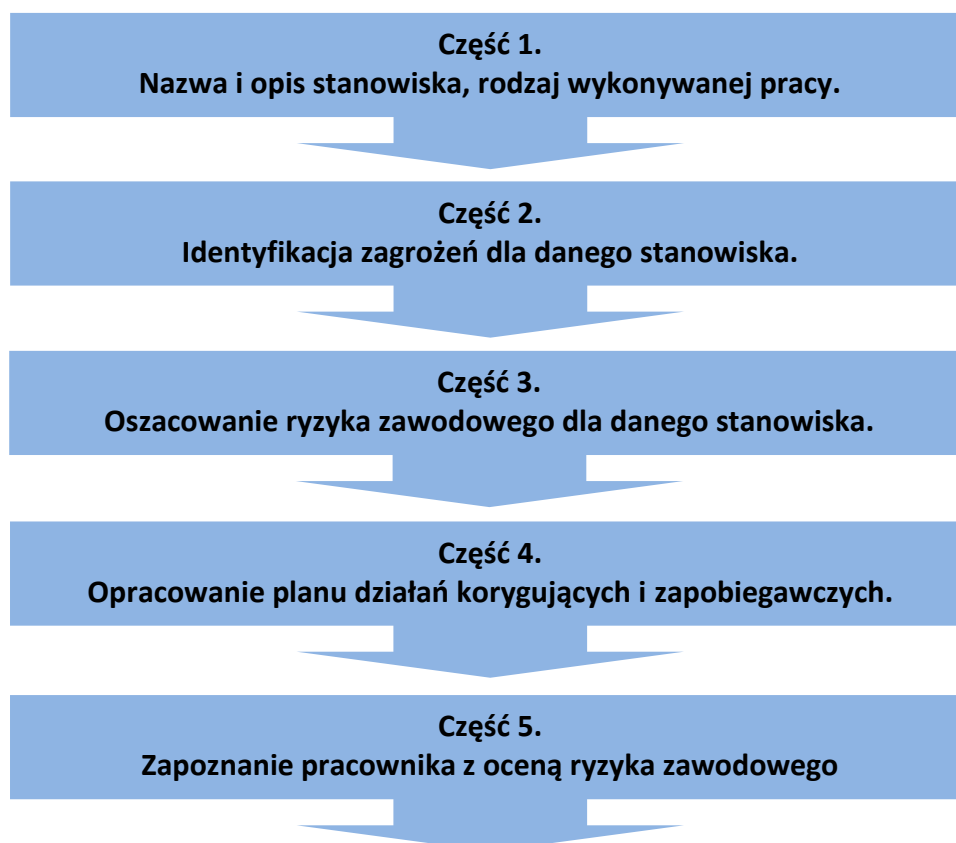 Część 1.
Nazwa i opis stanowiska, rodzaj wykonywanej pracy.
Część 2.
Identyfikacja zagrożeń dla danego stanowiska.
Część 3.
Oszacowanie ryzyka zawodowego dla danego stanowiska.
Część 4.
Opracowanie planu działań korygujących i zapobiegawczych.
Część 5.
Zapoznanie pracownika z oceną ryzyka zawodowego